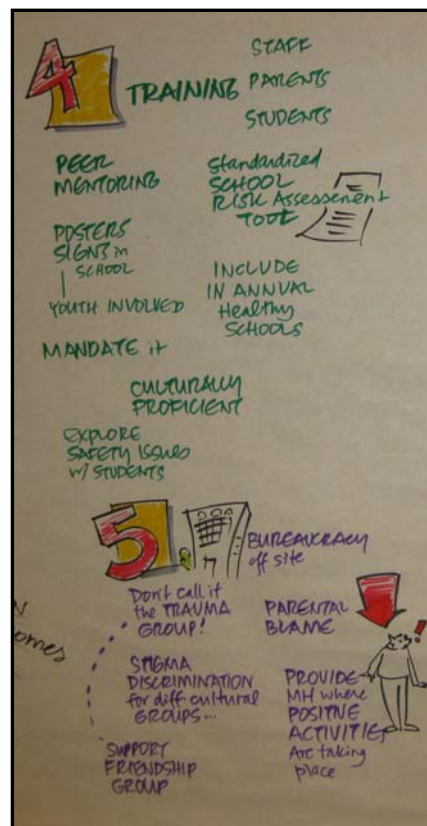 4
TRAINING
STAFF
PARENTS
STUDENTS
PEER
MENTORING
Standardized
SCHOOL
RISK Assessement
TOOL
POSTERS
SIGNS in
SCHOOL
YOUTH INVOLVED
INCLUDE
IN ANNUAL
Healthy
SCHOOLS
MANDATE it
CULTURALLY
PROFICIENT
EXPLORE
SAFETY ISSUES
w/ STUDENTS
5.
BUREAUCRACY
off site
Don't call it
the TRAUMA
GROUP!
PARENTAL
BLAME
!
STIGMA
DISCRIMINATION
for diff cultural
GROUPS...
PROVIDE
MH where
POSITIVE
ACTIVITIES
Are taking
place
SUPPORT
FRIENDSHIP
GROUP